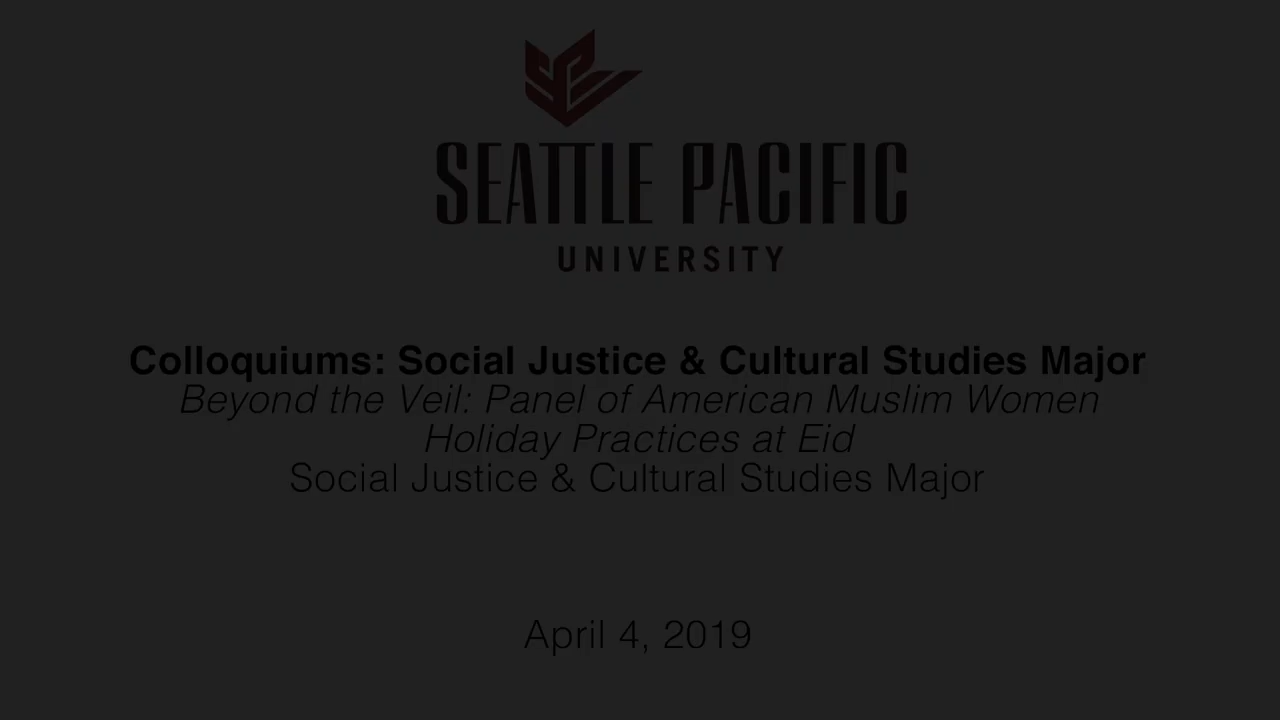 SEATTLE PACIFIC
UNIVERSITY
Colloquiums: Social Justice & Cultural Studies Major
Beyond the Veil: Panel of American Muslim Women
Holiday Practices at Eid
Social Justice & Cultural Studies Major
April 4, 2019